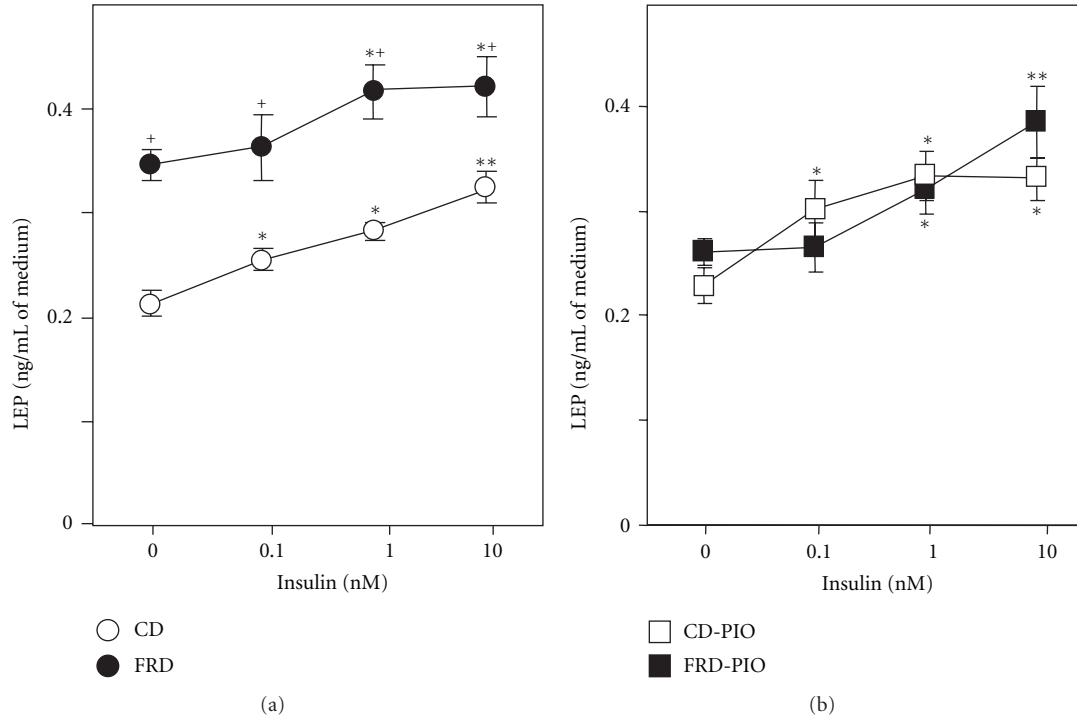 LEP (ng/mL of medium)
0.4
0.2
0
+
+
*+
*+
*
*
**
0
0.1
1
10
Insulin (nM)
CD
FRD
(a)
LEP (ng/mL of medium)
0.4
0.2
0
*
*
**
*
*
0
0.1
1
10
Insulin (nM)
CD-PIO
FRD-PIO
(b)